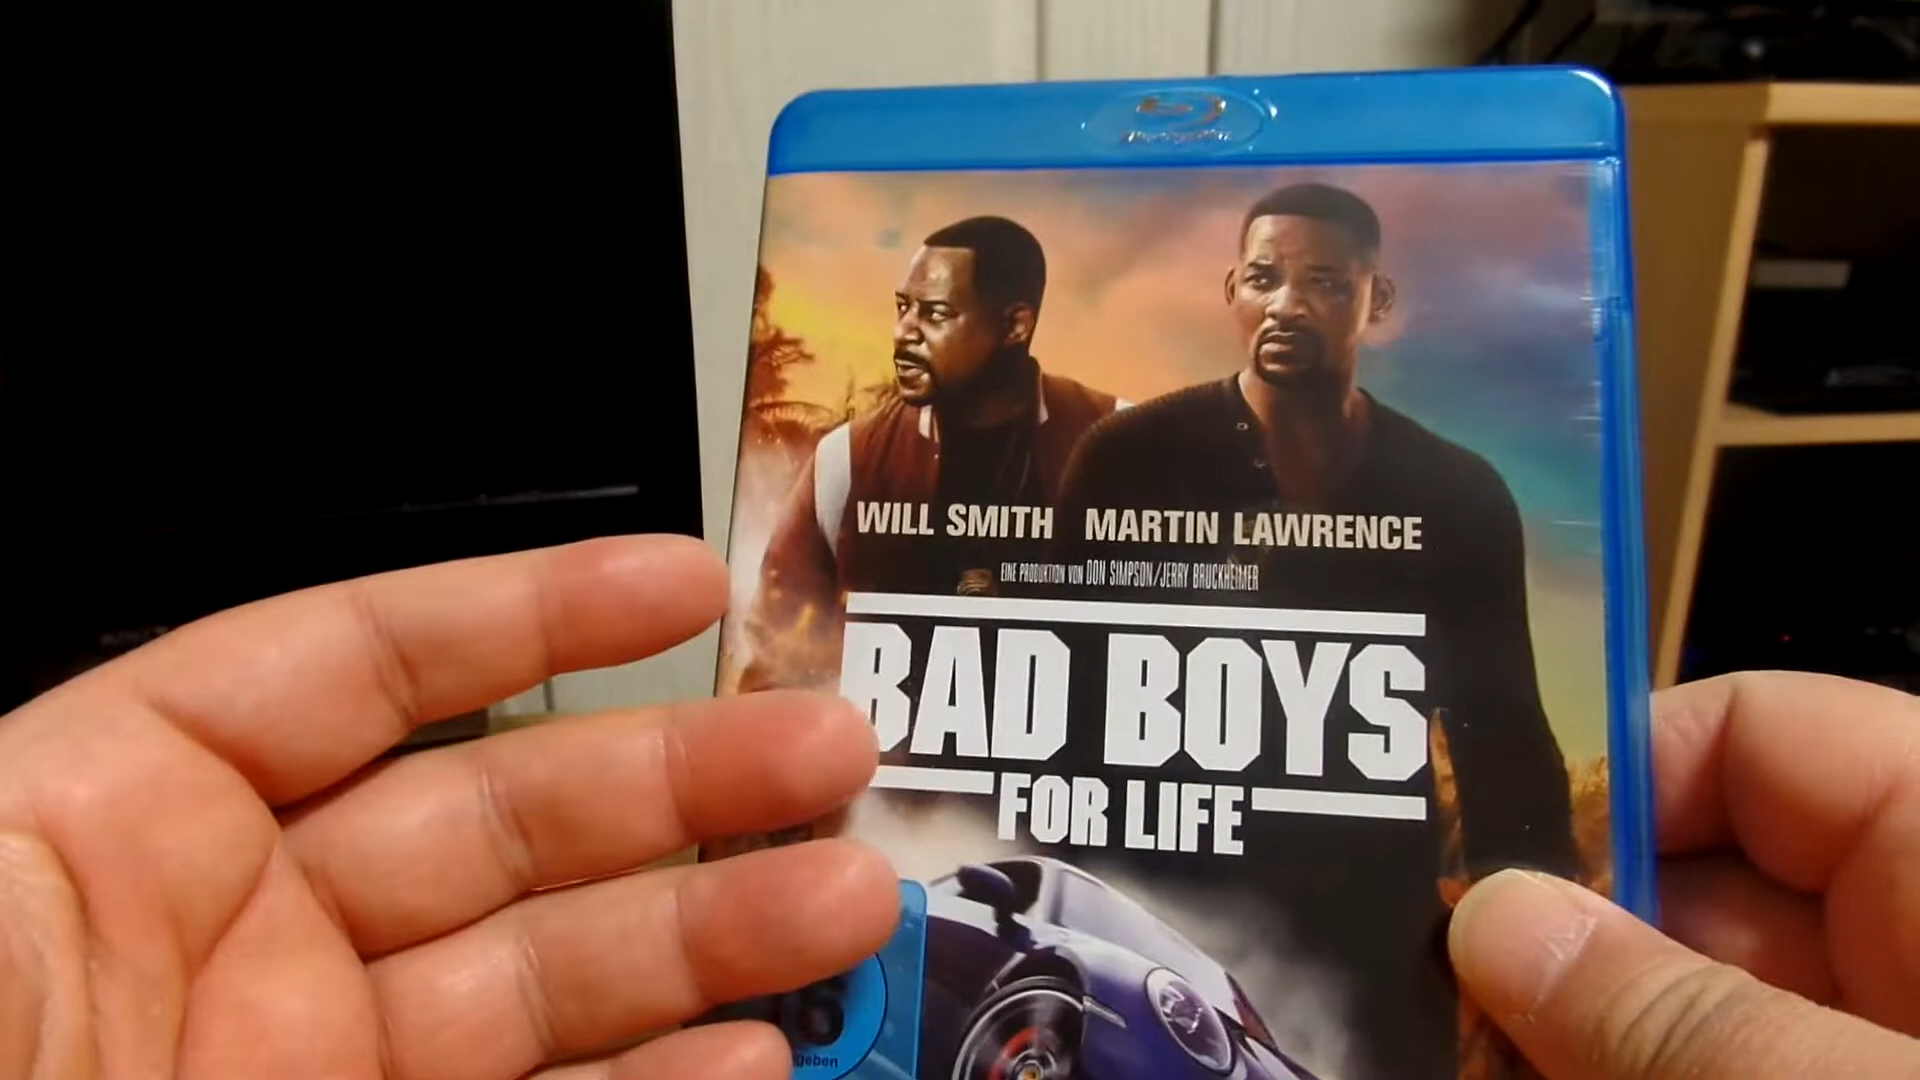 WILL SMITH MARTIN LAWRENCE
EINE PRODUKTION VON DON SIMPSON/JERRY BRUCKHEIMER
BAD BOYS
FOR LIFE